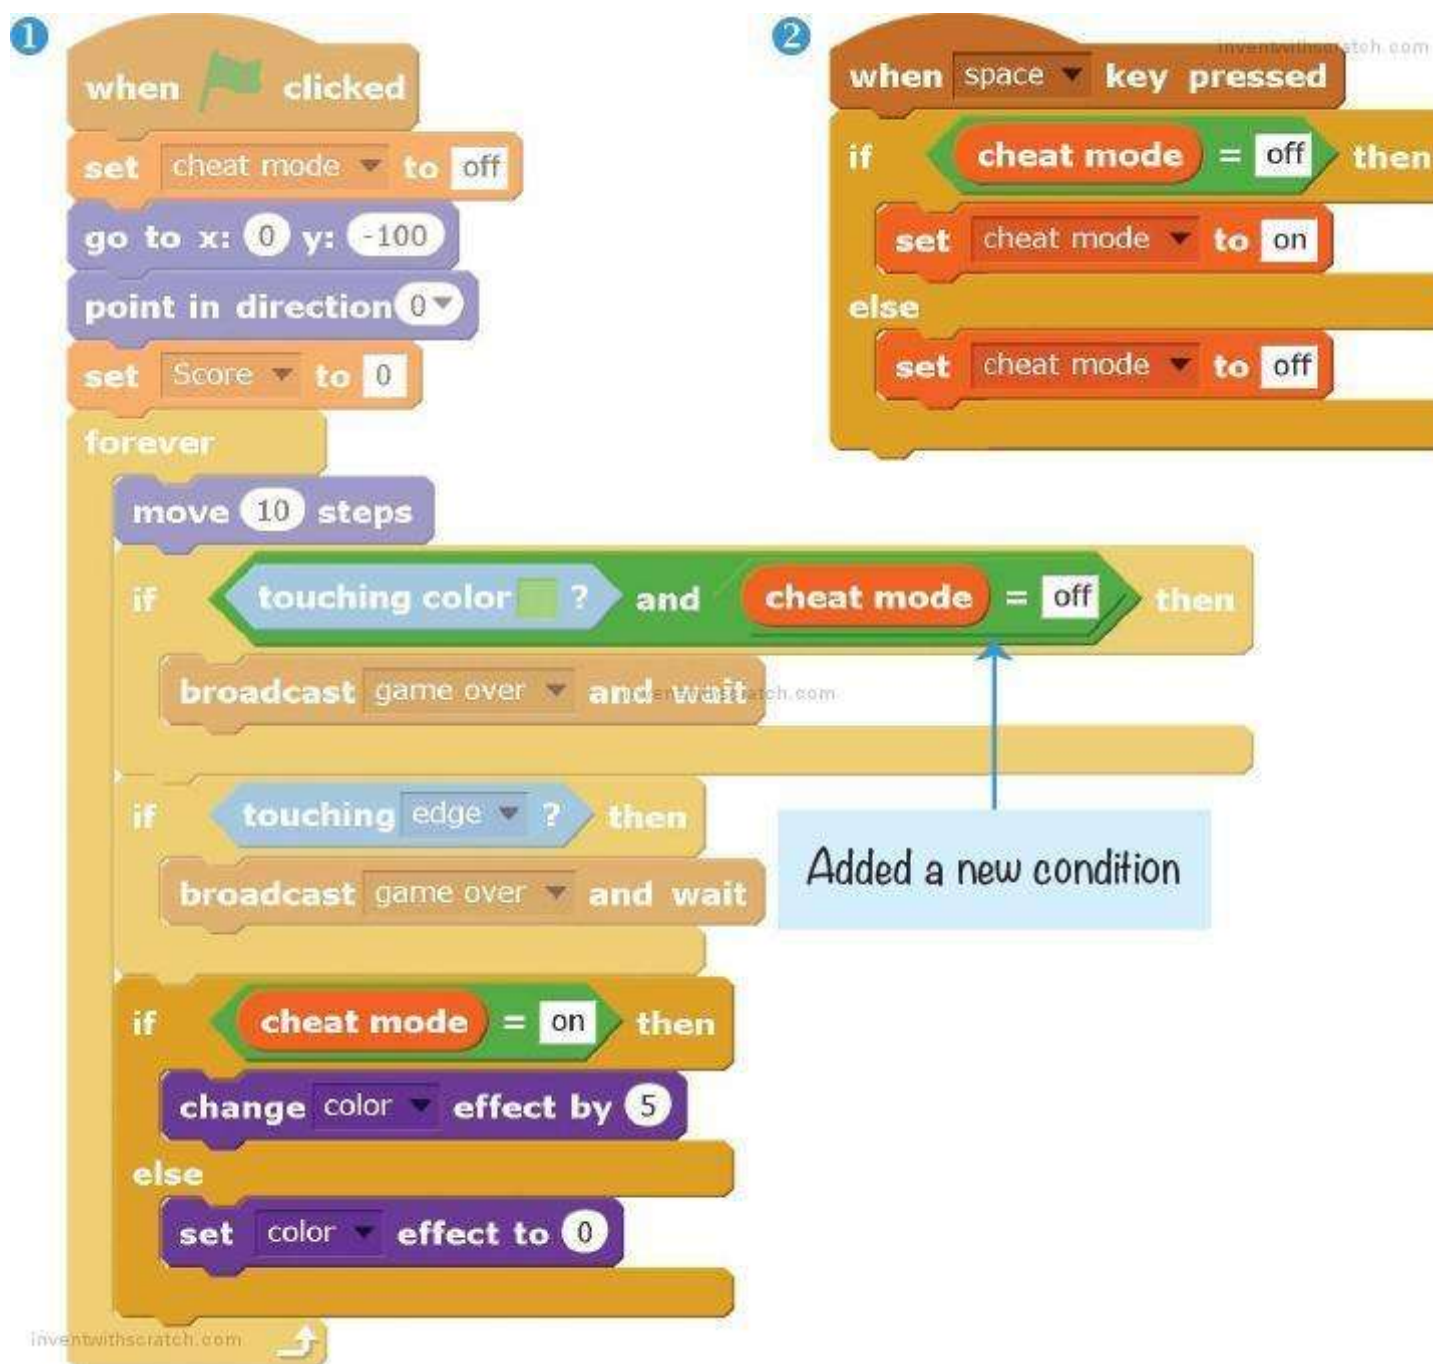 1
when clicked
set cheat mode to off
go to x: 0 y: -100
point in direction 0
set Score to 0
forever
move 10 steps
if touching color ? and cheat mode = off then
broadcast game over and wait
inventwithscratch.com
if touching edge ? then
broadcast game over and wait
if cheat mode = on then
change color effect by 5
else
set color effect to 0
inventwithscratch.com
2
inventwithscratch.com
when space key pressed
if cheat mode = off then
set cheat mode to on
else
set cheat mode to off
Added a new condition